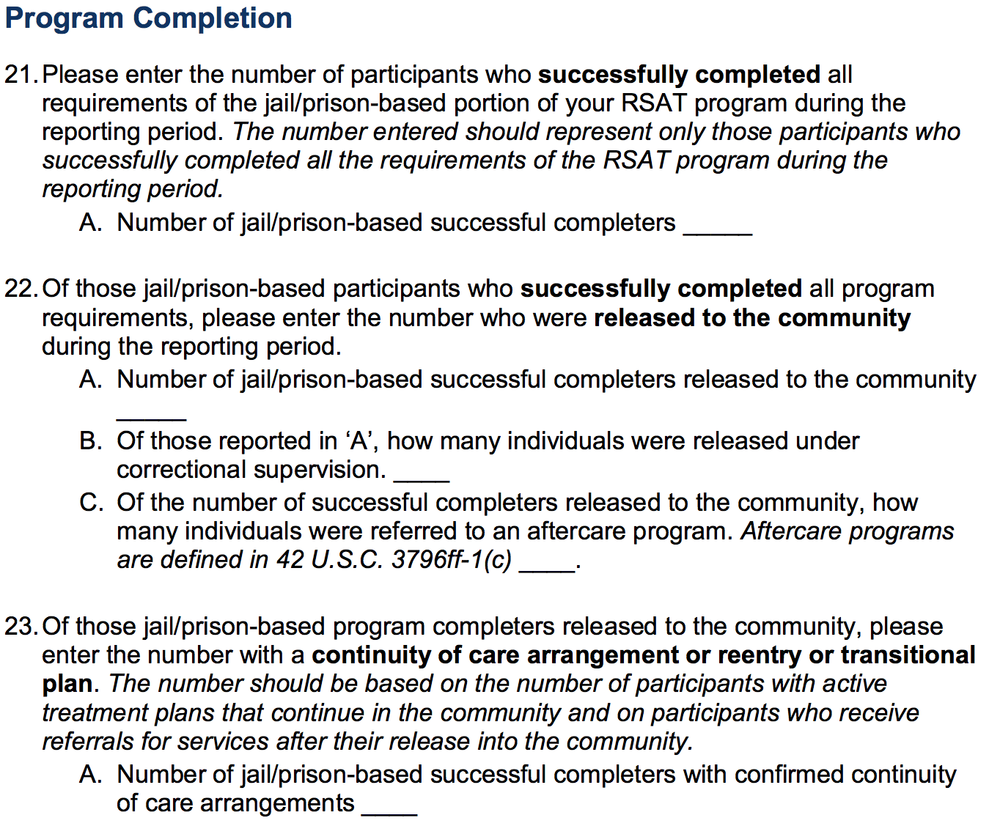 Program Completion
21. Please enter the number of participants who successfully completed all
requirements of the jail/prison-based portion of your RSAT program during the
reporting period. The number entered should represent only those participants who
successfully completed all the requirements of the RSAT program during the
reporting period.
A. Number of jail/prison-based successful completers _____
22. Of those jail/prison-based participants who successfully completed all program
requirements, please enter the number who were released to the community
during the reporting period.
A. Number of jail/prison-based successful completers released to the community
_____
B. Of those reported in ‘A’, how many individuals were released under
correctional supervision. ____
C. Of the number of successful completers released to the community, how
many individuals were referred to an aftercare program. Aftercare programs
are defined in 42 U.S.C. 3796ff-1(c) ____.
23. Of those jail/prison-based program completers released to the community, please
enter the number with a continuity of care arrangement or reentry or transitional
plan. The number should be based on the number of participants with active
treatment plans that continue in the community and on participants who receive
referrals for services after their release into the community.
A. Number of jail/prison-based successful completers with confirmed continuity
of care arrangements ____